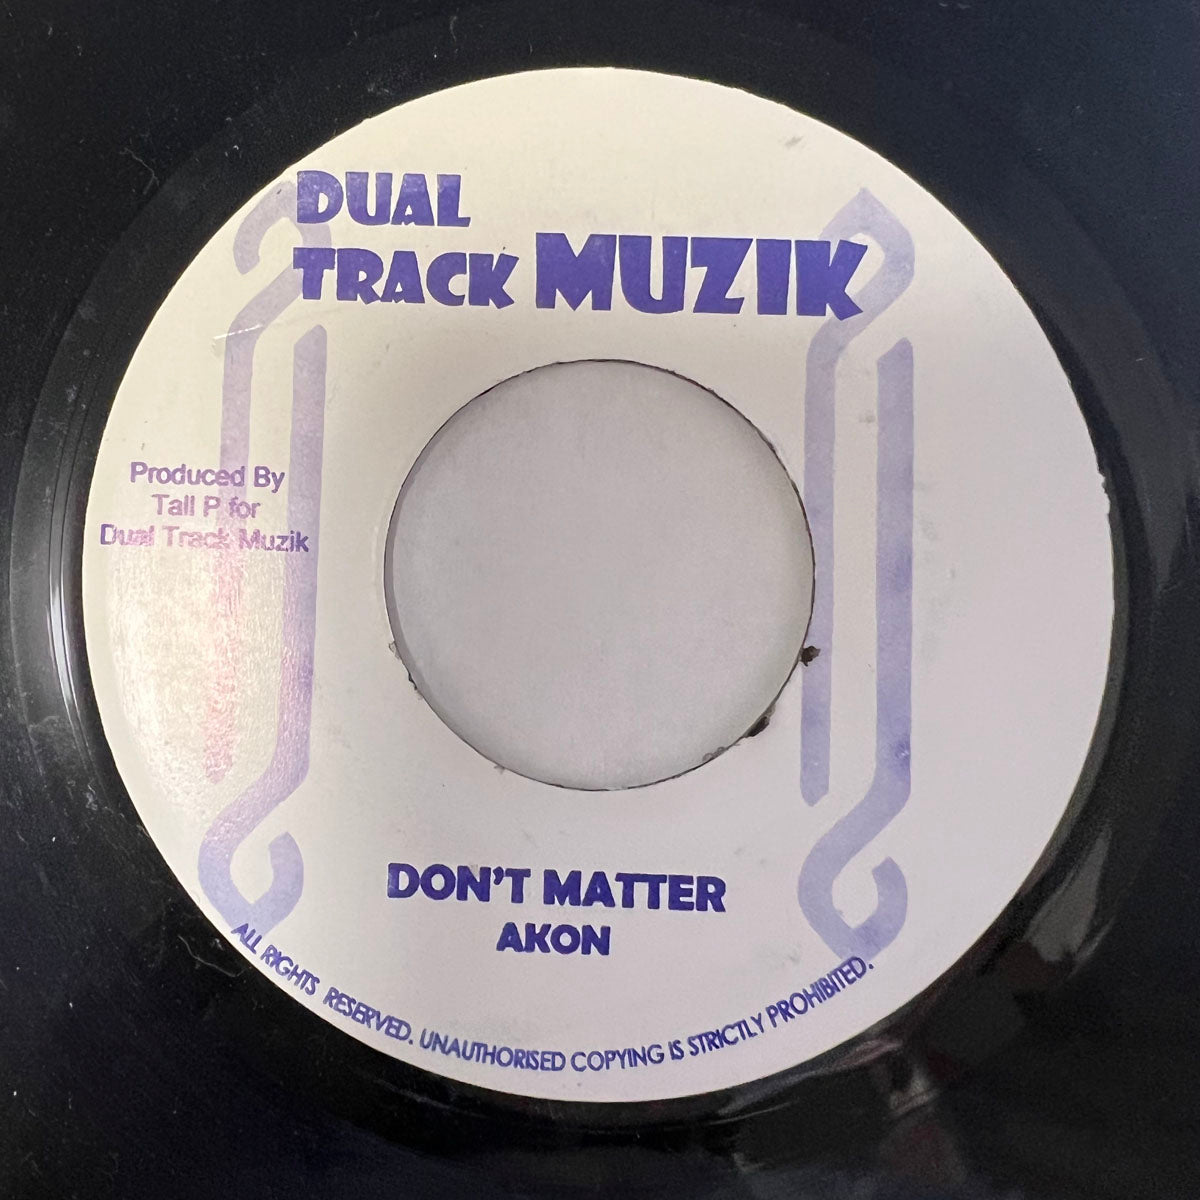 DUAL
TRACK MUZIK
Produced By
Tall P for
Dual Track Muzik
DON'T MATTER
AKON
ALL RIGHTS RESERVED. UNAUTHORISED COPYING IS STRICTLY PROHIBITED.